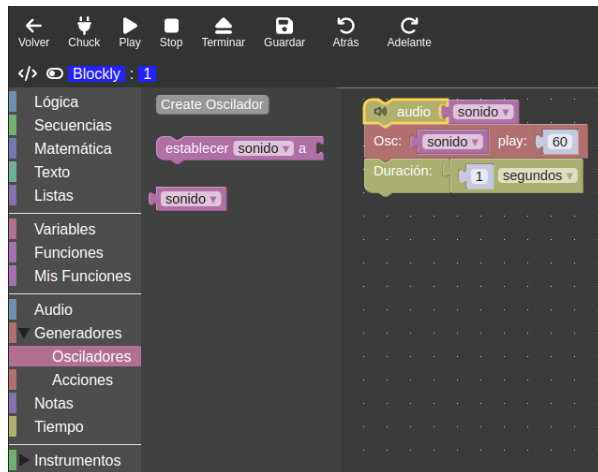 Volver Chuck Play Stop Terminar Guardar Atrás Adelante
</> Blockly : 1
Lógica
Secuencias
Matemática
Texto
Listas
Variables
Funciones
Mis Funciones
Audio
Generadores
Osciladores
Acciones
Notas
Tiempo
Instrumentos
Create Oscilador
establecer sonido a
sonido
audio sonido
Osc: sonido play: 60
Duración: 1 segundos